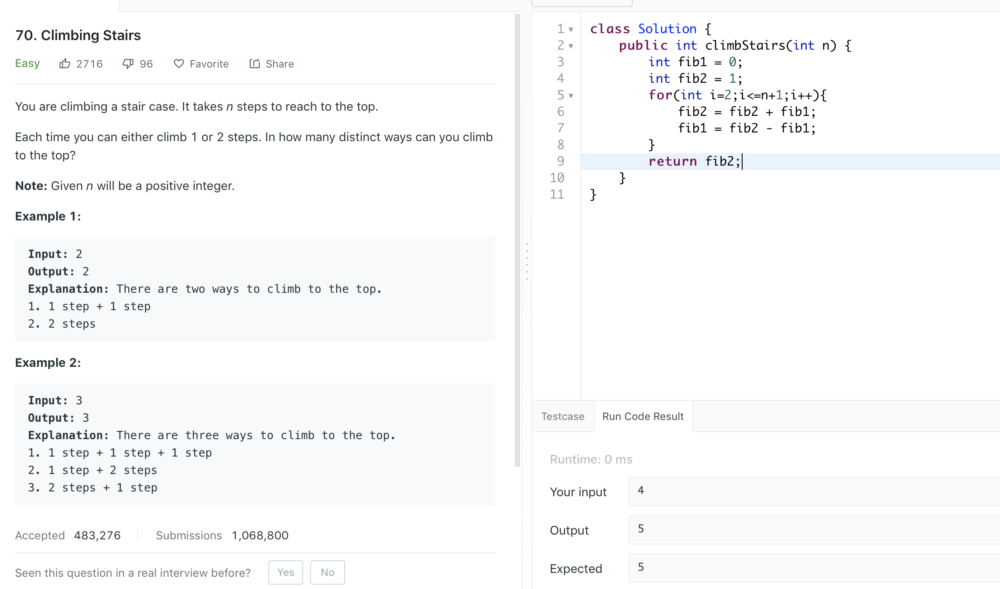 70. Climbing Stairs
Easy 2716 96 Favorite Share
You are climbing a stair case. It takes n steps to reach to the top.
Each time you can either climb 1 or 2 steps. In how many distinct ways can you climb
to the top?
Note: Given n will be a positive integer.
Example 1:
Input: 2
Output: 2
Explanation: There are two ways to climb to the top.
1. 1 step + 1 step
2. 2 steps
Example 2:
Input: 3
Output: 3
Explanation: There are three ways to climb to the top.
1. 1 step + 1 step + 1 step
2. 1 step + 2 steps
3. 2 steps + 1 step
Accepted 483,276 Submissions 1,068,800
Seen this question in a real interview before? Yes No
1 class Solution {
2     public int climbStairs(int n) {
3         int fib1 = 0;
4         int fib2 = 1;
5         for(int i=2;i<=n+1;i++){
6             fib2 = fib2 + fib1;
7             fib1 = fib2 - fib1;
8         }
9         return fib2;
10     }
11 }
Testcase Run Code Result
Runtime: 0 ms
Your input 4
Output 5
Expected 5